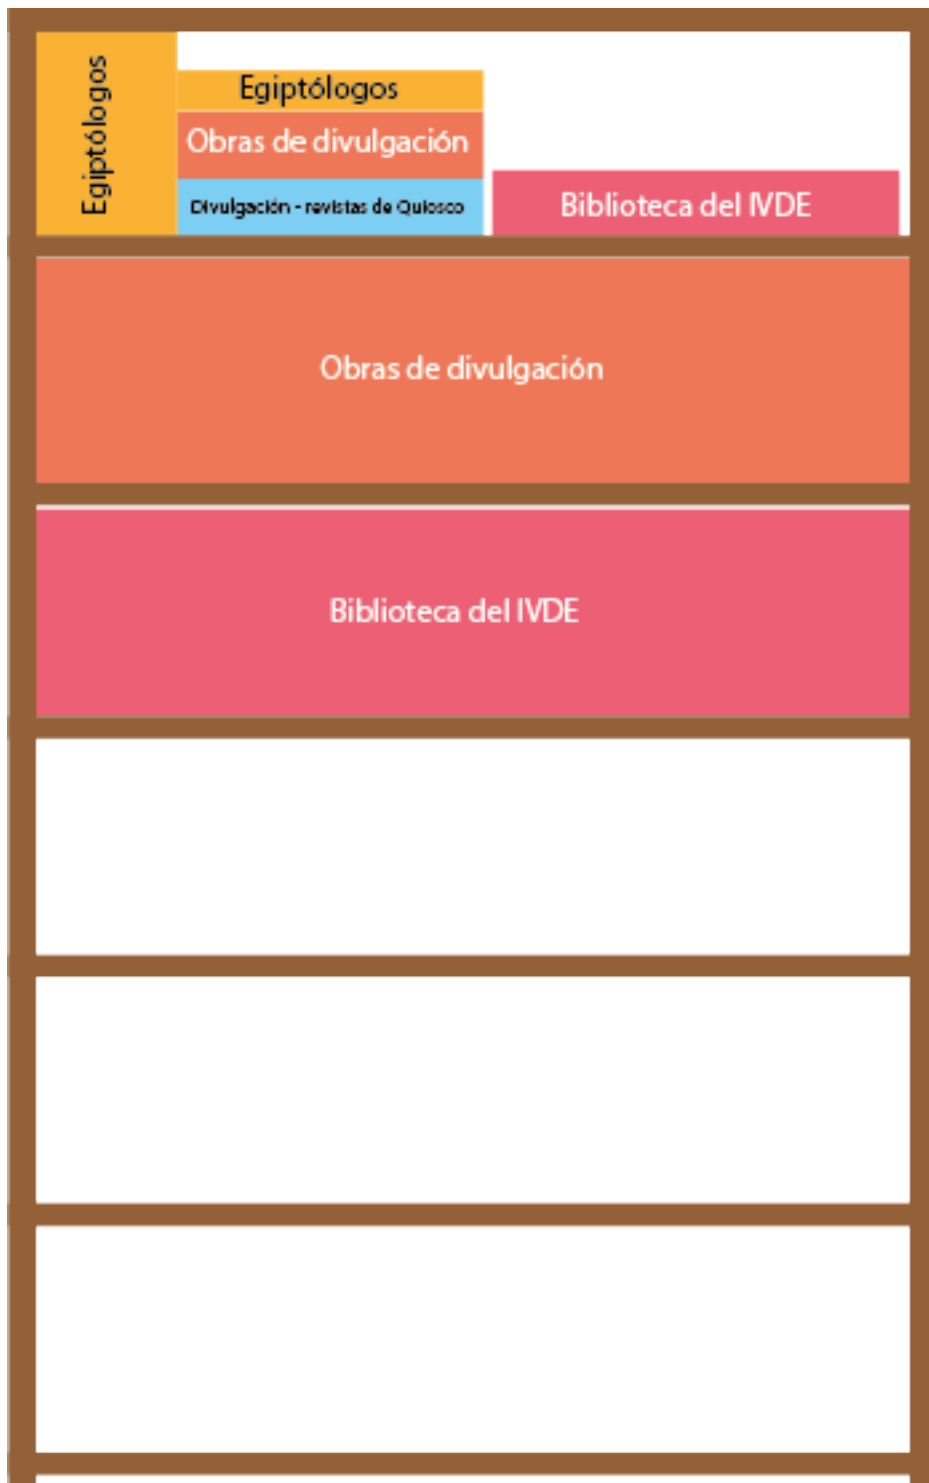 Egiptólogos
Egiptólogos
Obras de divulgación
Divulgación - revistas de Quiosco
Biblioteca del IVDE
Obras de divulgación
Biblioteca del IVDE